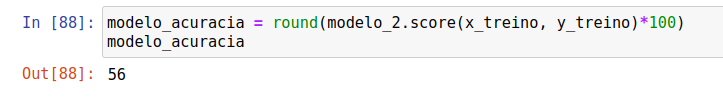 In [88]: modelo_acuracia = round(modelo_2.score(x_treino, y_treino)*100)
modelo_acuracia
Out[88]: 56